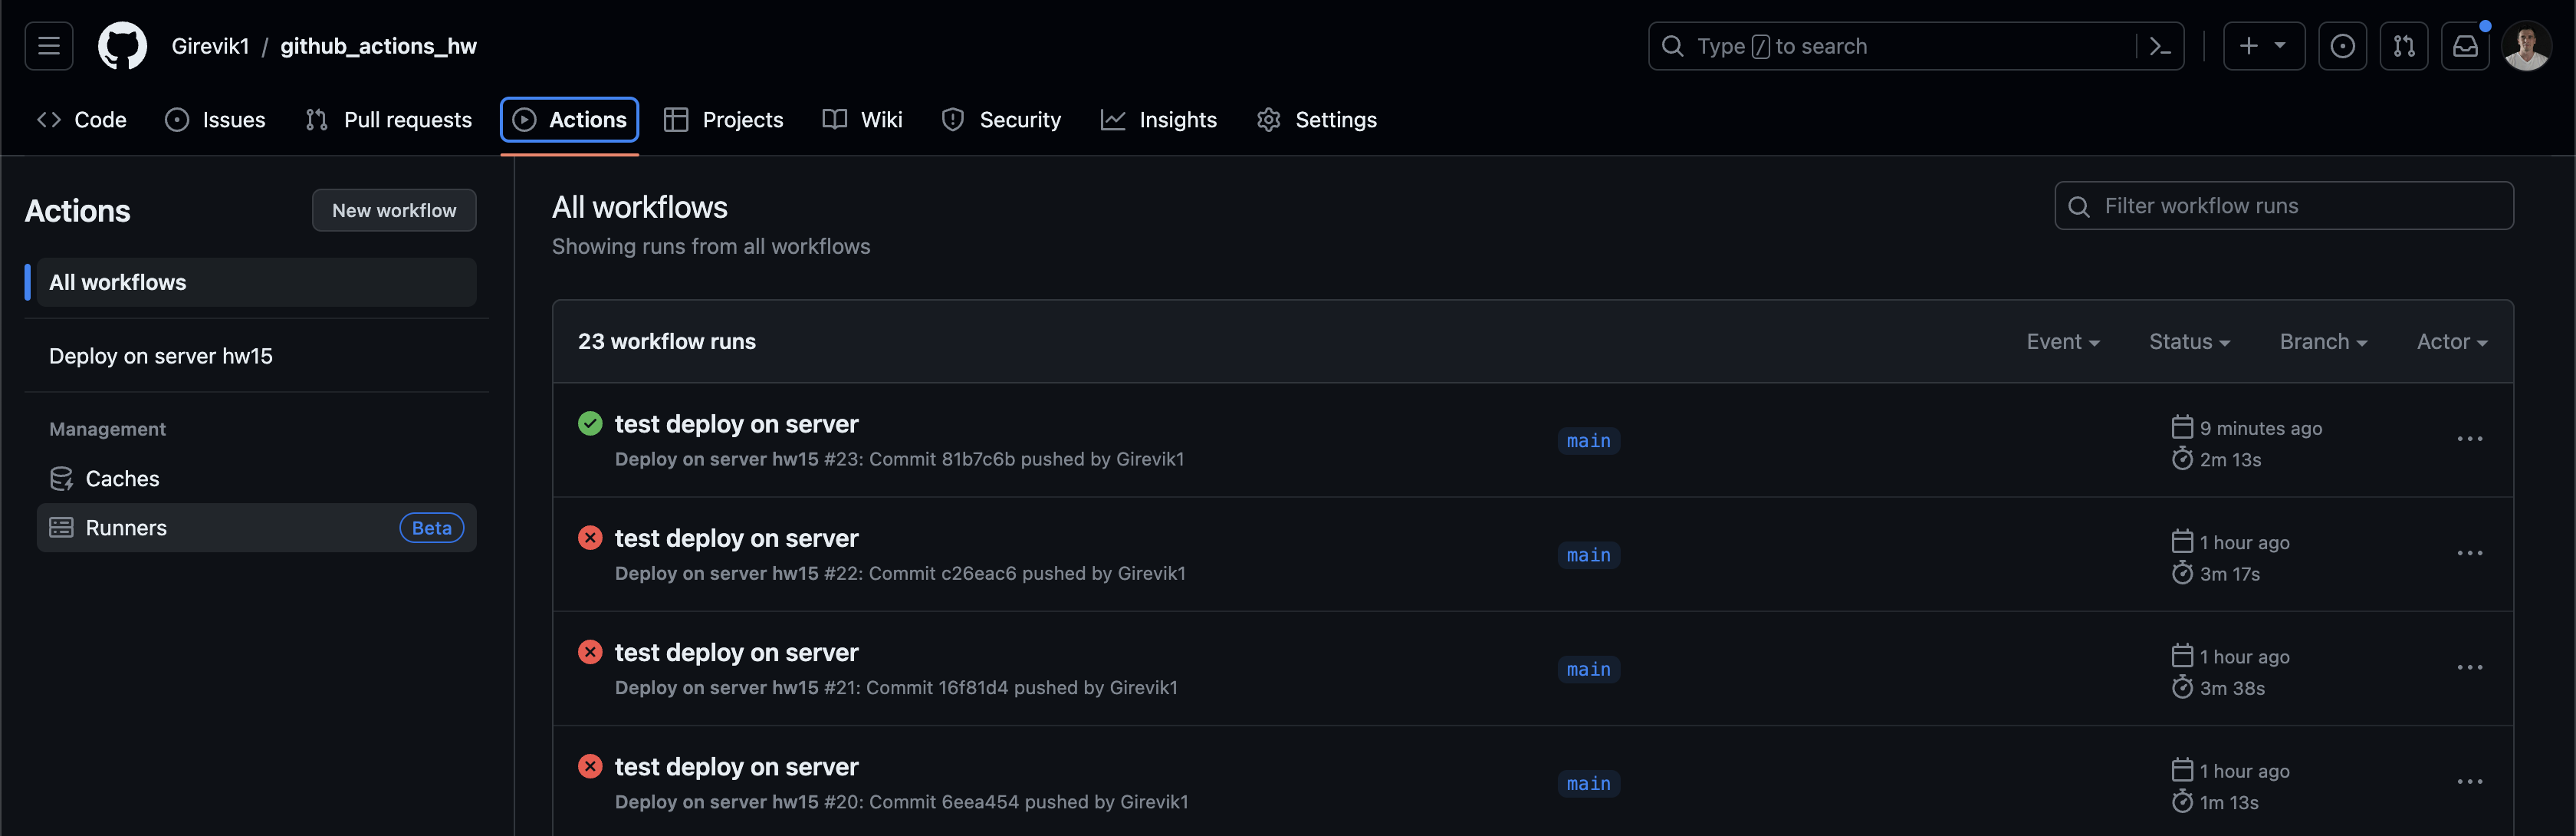 Girevik1 / github_actions_hw
Type / to search
Code Issues Pull requests Actions Projects Wiki Security Insights Settings
Actions
New workflow
All workflows
Deploy on server hw15
Management
Caches
Runners Beta
All workflows
Showing runs from all workflows
Filter workflow runs
23 workflow runs
Event Status Branch Actor
test deploy on server
Deploy on server hw15 #23: Commit 81b7c6b pushed by Girevik1
main
9 minutes ago
2m 13s
test deploy on server
Deploy on server hw15 #22: Commit c26eac6 pushed by Girevik1
main
1 hour ago
3m 17s
test deploy on server
Deploy on server hw15 #21: Commit 16f81d4 pushed by Girevik1
main
1 hour ago
3m 38s
test deploy on server
Deploy on server hw15 #20: Commit 6eea454 pushed by Girevik1
main
1 hour ago
1m 13s